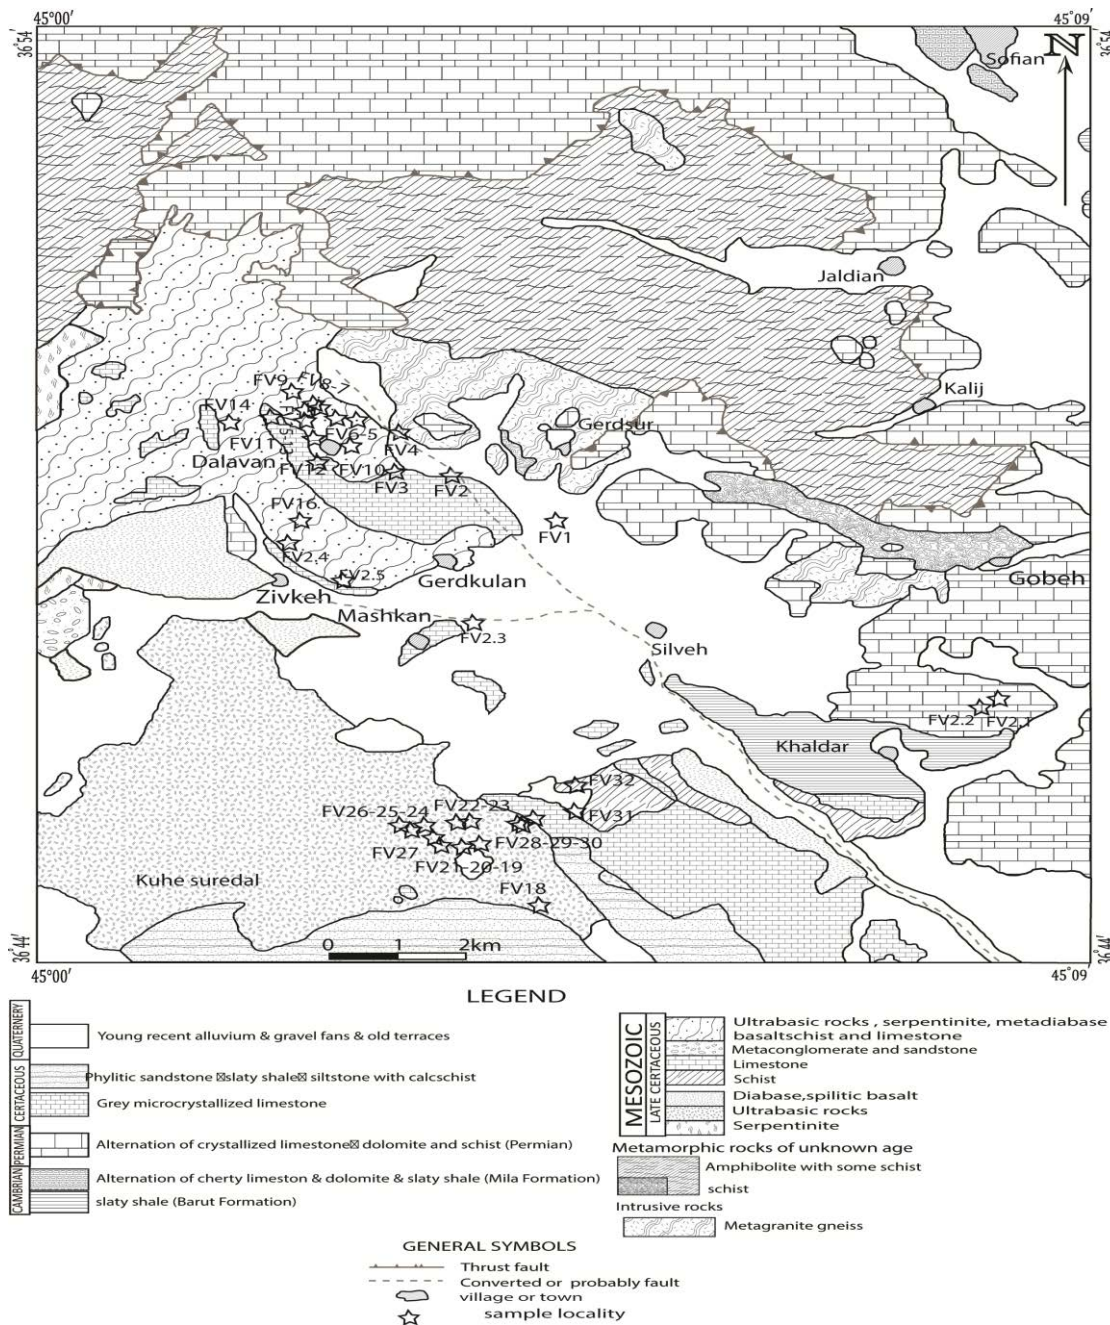 45°00' 45°09'
36°54' 36°54'
N
Sofian
Jaldian
Kalij
FV9 FV8-7
FV14
Gerdsur
FV11 FV6-5
FV4
Dalavan
FV12 FV10
FV3 FV2
FV16
FV1
FV2.4
FV2.5 Gerdkulan
Gobeh
Zivkeh
Mashkan
FV2.3
Silveh
FV2.2 FV2.1
Khaldar
FV32
FV26-25-24 FV22-23
FV31
FV27 FV28-29-30
FV21-20-19
Kuhe suredal
FV18
0 1 2km
36°44' 36°44'
45°00' 45°09'
LEGEND
QUATERNERY
Young recent alluvium & gravel fans & old terraces
CERTACEOUS
Phylitic sandstone☒slaty shale☒ siltstone with calcschist
Grey microcrystallized limestone
PERMIAN
Alternation of crystallized limestone☒ dolomite and schist (Permian)
CAMBRIAN
Alternation of cherty limeston & dolomite & slaty shale (Mila Formation)
slaty shale (Barut Formation)
MESOZOIC
LATE CERTACEOUS
Ultrabasic rocks , serpentinite, metadiabase
basaltschist and limestone
Metaconglomerate and sandstone
Limestone
Schist
Diabase,spilitic basalt
Ultrabasic rocks
Serpentinite
Metamorphic rocks of unknown age
Amphibolite with some schist
schist
Intrusive rocks
Metagranite gneiss
GENERAL SYMBOLS
Thrust fault
Converted or probably fault
village or town
sample locality